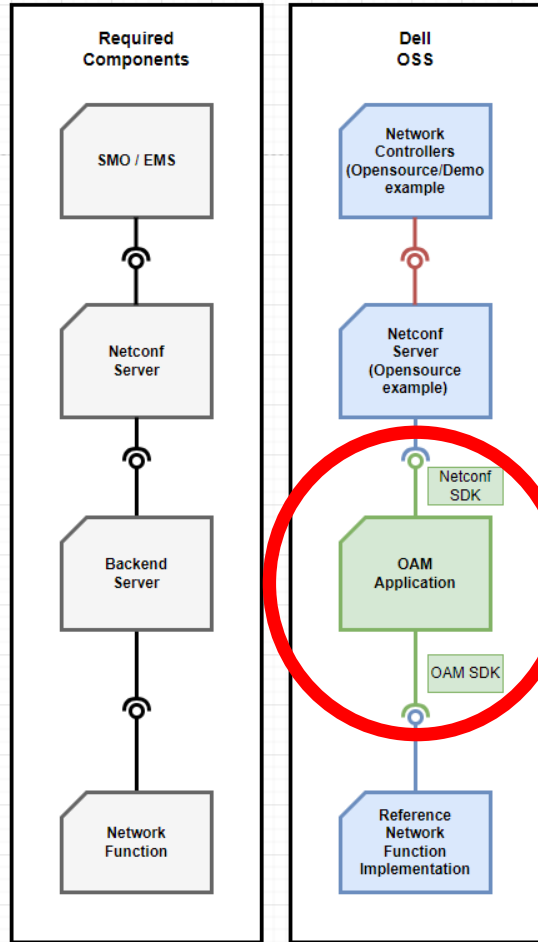 Required
Components
SMO / EMS
Netconf
Server
Backend
Server
Network
Function
Dell
OSS
Network
Controllers
(Opensource/Demo
example
Netconf
Server
(Opensource
example)
Netconf
SDK
OAM
Application
OAM SDK
Reference
Network
Function
Implementation